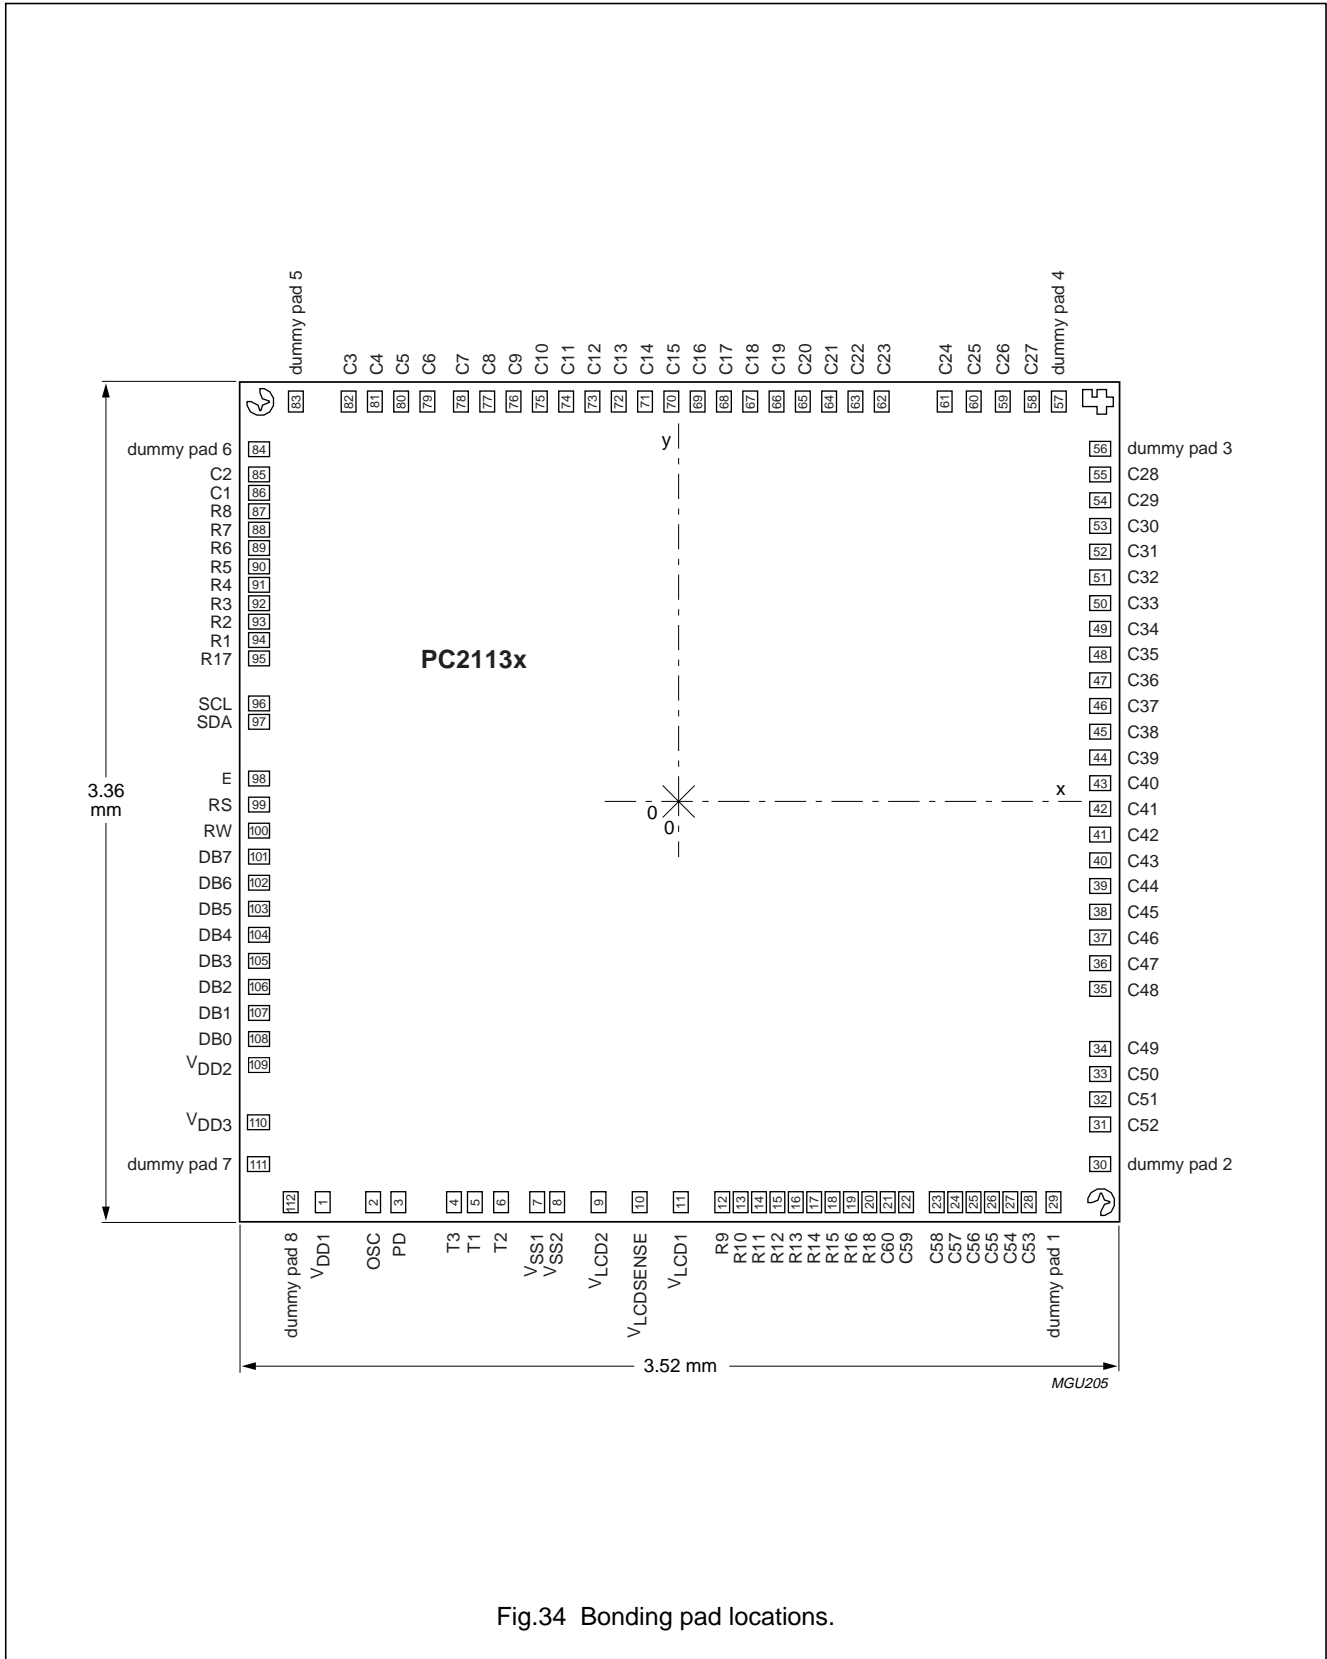 dummy pad 5
C3
C4
C5
C6
C7
C8
C9
C10
C11
C12
C13
C14
C15
C16
C17
C18
C19
C20
C21
C22
C23
C24
C25
C26
C27
dummy pad 4
83
82
81
80
79
78
77
76
75
74
73
72
71
70
69
68
67
66
65
64
63
62
61
60
59
58
57
dummy pad 6 84
C2 85
C1 86
R8 87
R7 88
R6 89
R5 90
R4 91
R3 92
R2 93
R1 94
R17 95
SCL 96
SDA 97
E 98
RS 99
RW 100
DB7 101
DB6 102
DB5 103
DB4 104
DB3 105
DB2 106
DB1 107
DB0 108
VDD2 109
VDD3 110
dummy pad 7 111
3.36
mm
PC2113x
y
x
0
0
56 dummy pad 3
55 C28
54 C29
53 C30
52 C31
51 C32
50 C33
49 C34
48 C35
47 C36
46 C37
45 C38
44 C39
43 C40
42 C41
41 C42
40 C43
39 C44
38 C45
37 C46
36 C47
35 C48
34 C49
33 C50
32 C51
31 C52
30 dummy pad 2
112
1
2
3
4
5
6
7
8
9
10
11
12
13
14
15
16
17
18
19
20
21
22
23
24
25
26
27
28
29
dummy pad 8
VDD1
OSC
PD
T3
T1
T2
VSS1
VSS2
VLCD2
VLCDSENSE
VLCD1
R9
R10
R11
R12
R13
R14
R15
R16
R18
C60
C59
C58
C57
C56
C55
C54
C53
dummy pad 1
3.52 mm
MGU205
Fig.34 Bonding pad locations.